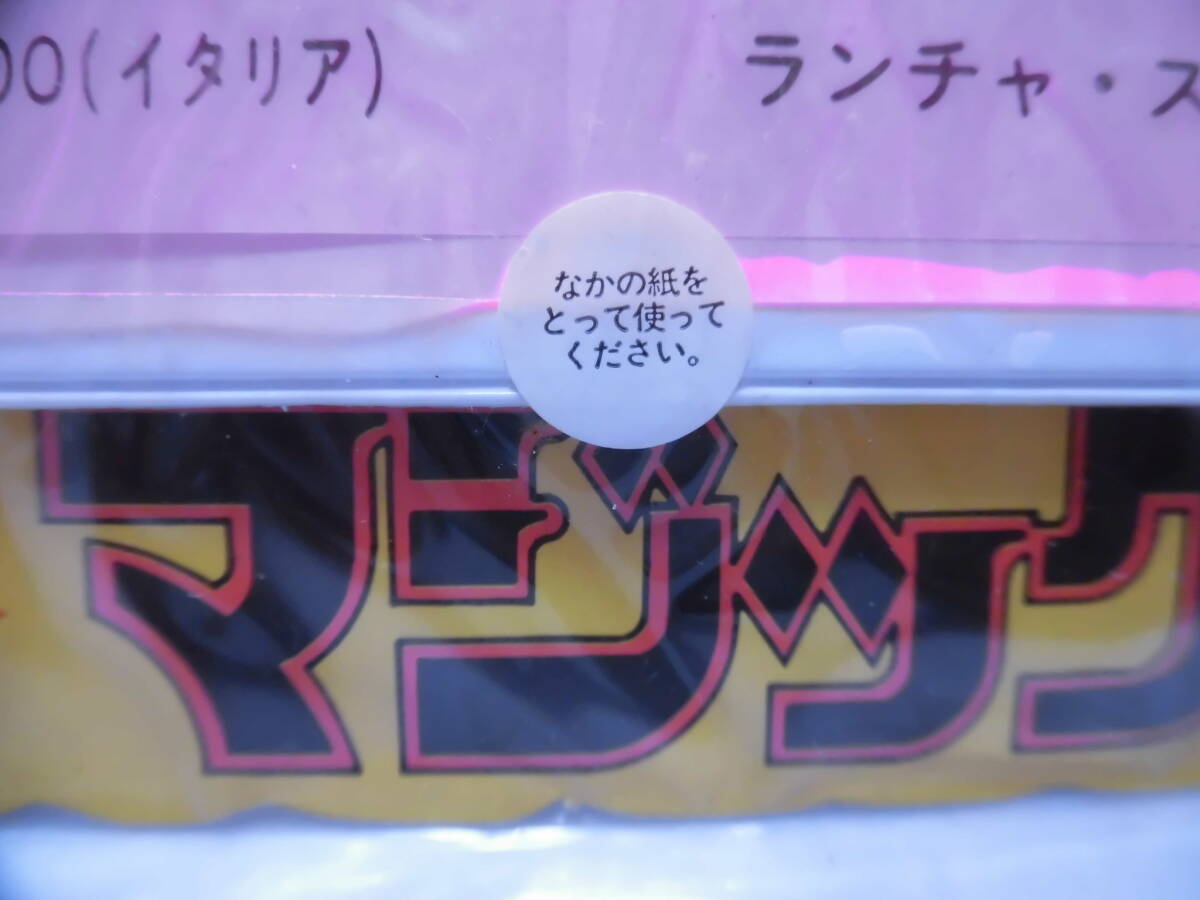 00(イタリア)
ランチャ・ス
なかの紙を
とって使って
ください。
マジック